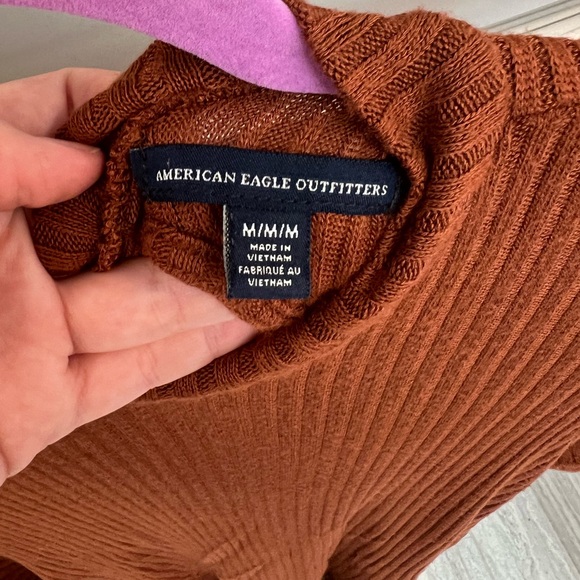 AMERICAN EAGLE OUTFITTERS
M/M/M
MADE IN
VIETNAM
FABRIQUÉ AU
VIETNAM